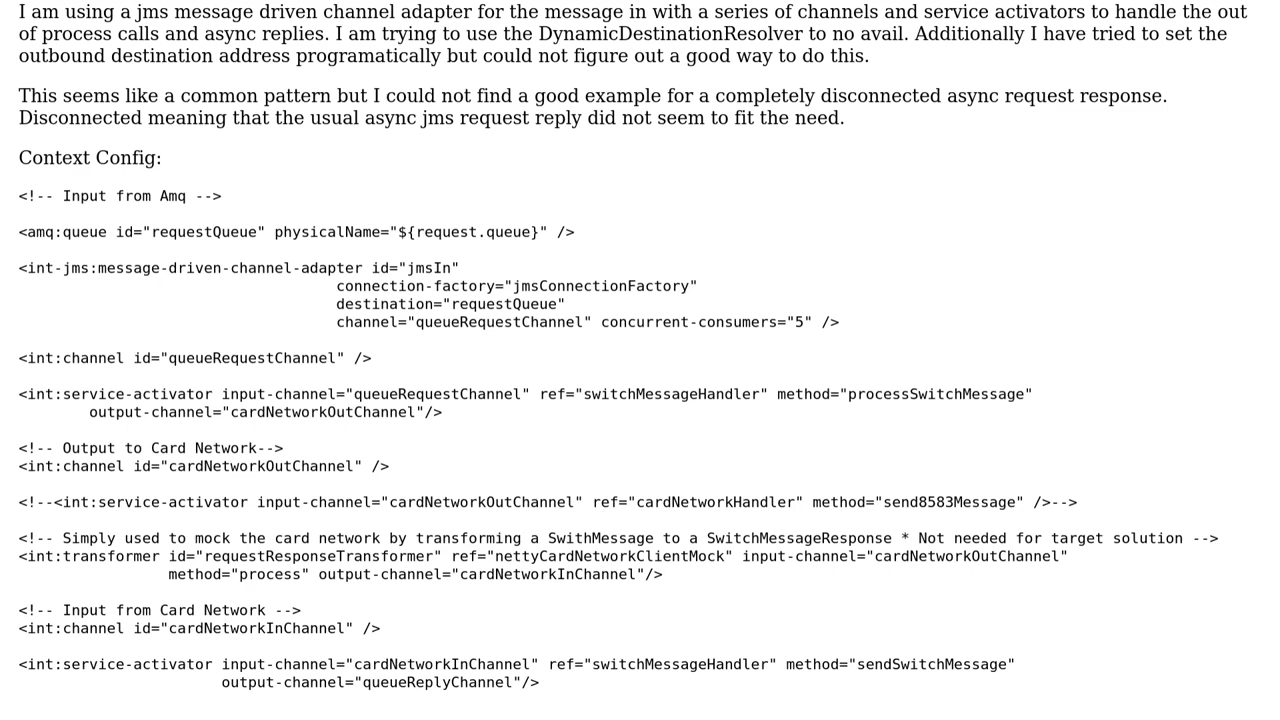 I am using a jms message driven channel adapter for the message in with a series of channels and service activators to handle the out
of process calls and async replies. I am trying to use the DynamicDestinationResolver to no avail. Additionally I have tried to set the
outbound destination address programatically but could not figure out a good way to do this.
This seems like a common pattern but I could not find a good example for a completely disconnected async request response.
Disconnected meaning that the usual async jms request reply did not seem to fit the need.
Context Config:
<!-- Input from Amq -->
<amq:queue id="requestQueue" physicalName="${request.queue}" />
<int-jms:message-driven-channel-adapter id="jmsIn"
connection-factory="jmsConnectionFactory"
destination="requestQueue"
channel="queueRequestChannel" concurrent-consumers="5" />
<int:channel id="queueRequestChannel" />
<int:service-activator input-channel="queueRequestChannel" ref="switchMessageHandler" method="processSwitchMessage"
output-channel="cardNetworkOutChannel"/>
<!-- Output to Card Network-->
<int:channel id="cardNetworkOutChannel" />
<!--<int:service-activator input-channel="cardNetworkOutChannel" ref="cardNetworkHandler" method="send8583Message" />-->
<!-- Simply used to mock the card network by transforming a SwithMessage to a SwitchMessageResponse * Not needed for target solution -->
<int:transformer id="requestResponseTransformer" ref="nettyCardNetworkClientMock" input-channel="cardNetworkOutChannel"
method="process" output-channel="cardNetworkInChannel"/>
<!-- Input from Card Network -->
<int:channel id="cardNetworkInChannel" />
<int:service-activator input-channel="cardNetworkInChannel" ref="switchMessageHandler" method="sendSwitchMessage"
output-channel="queueReplyChannel"/>